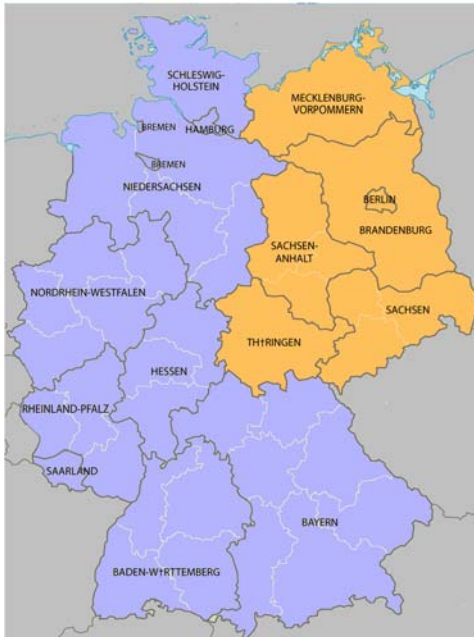 SCHLESWIG-
HOLSTEIN
MECKLENBURG-
VORPOMMERN
BREMEN
HAMBURG
BREMEN
NIEDERSACHSEN
BERLIN
BRANDENBURG
SACHSEN-
ANHALT
NORDRHEIN-WESTFALEN
SACHSEN
TH†RINGEN
HESSEN
RHEINLAND-PFALZ
SAARLAND
BAYERN
BADEN-W†RTTEMBERG